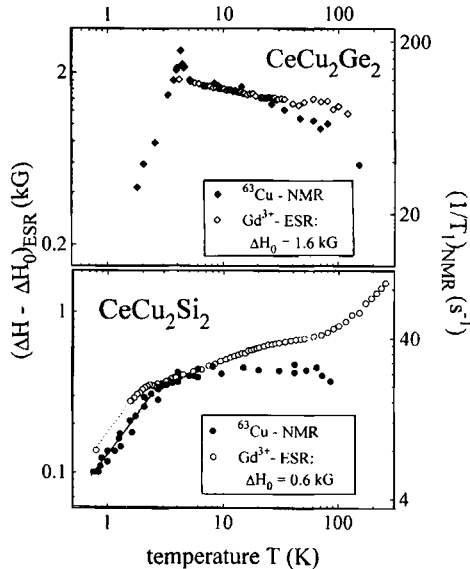 1 10 100
CeCu₂Ge₂
200
2
◆ ⁶³Cu - NMR
◇ Gd³⁺ - ESR:
ΔH₀ = 1.6 kG
20
0.2
(ΔH - ΔH₀)ESR (kG)
(1/T₁)NMR (s⁻¹)
1
CeCu₂Si₂
40
● ⁶³Cu - NMR
○ Gd³⁺ - ESR:
ΔH₀ = 0.6 kG
0.1
4
1 10 100
temperature T (K)